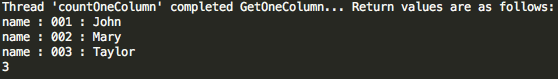 Thread 'countOneColumn' completed GetOneColumn... Return values are as follows:
name : 001 : John
name : 002 : Mary
name : 003 : Taylor
3